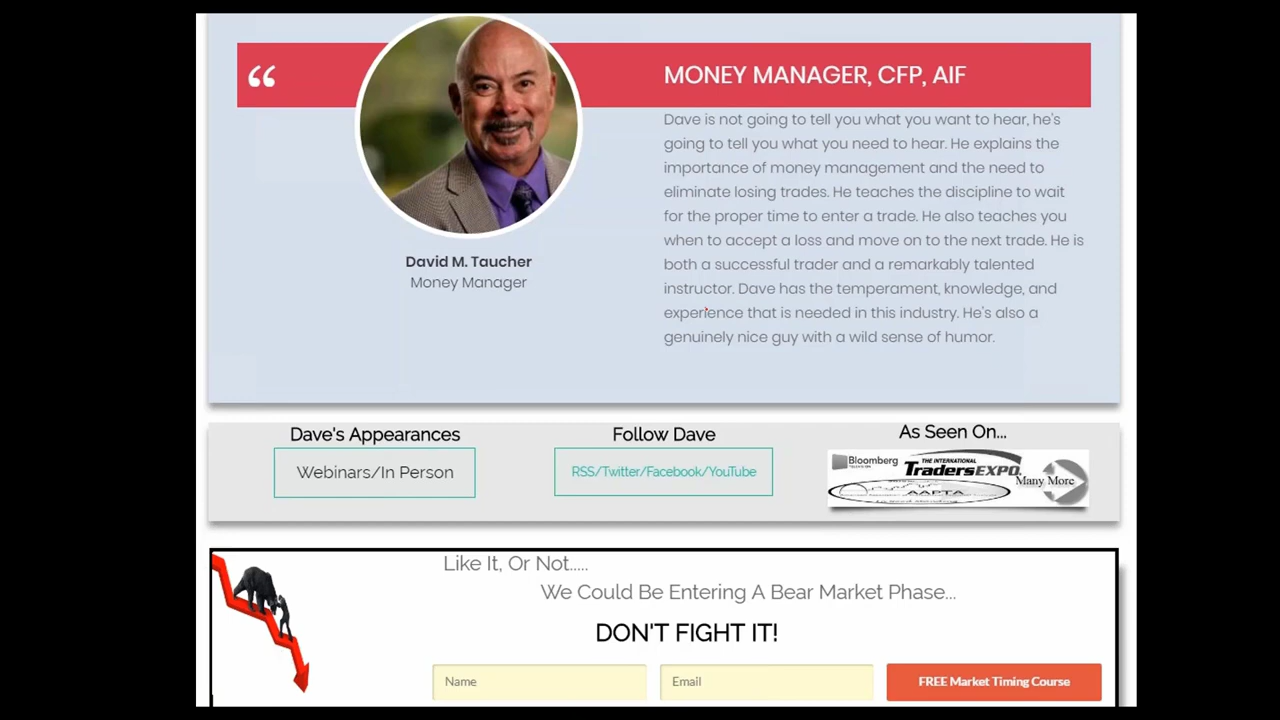 “
MONEY MANAGER, CFP, AIF
Dave is not going to tell you what you want to hear, he's
going to tell you what you need to hear. He explains the
importance of money management and the need to
eliminate losing trades. He teaches the discipline to wait
for the proper time to enter a trade. He also teaches you
when to accept a loss and move on to the next trade. He is
both a successful trader and a remarkably talented
instructor. Dave has the temperament, knowledge, and
experience that is needed in this industry. He's also a
genuinely nice guy with a wild sense of humor.
David M. Taucher
Money Manager
Dave's Appearances
Webinars/In Person
Follow Dave
RSS/Twitter/Facebook/YouTube
As Seen On...
Bloomberg
TELEVISION
THE INTERNATIONAL
TradersEXPO
AAPTA
Many More
Like It, Or Not.....
We Could Be Entering A Bear Market Phase...
DON'T FIGHT IT!
Name
Email
FREE Market Timing Course